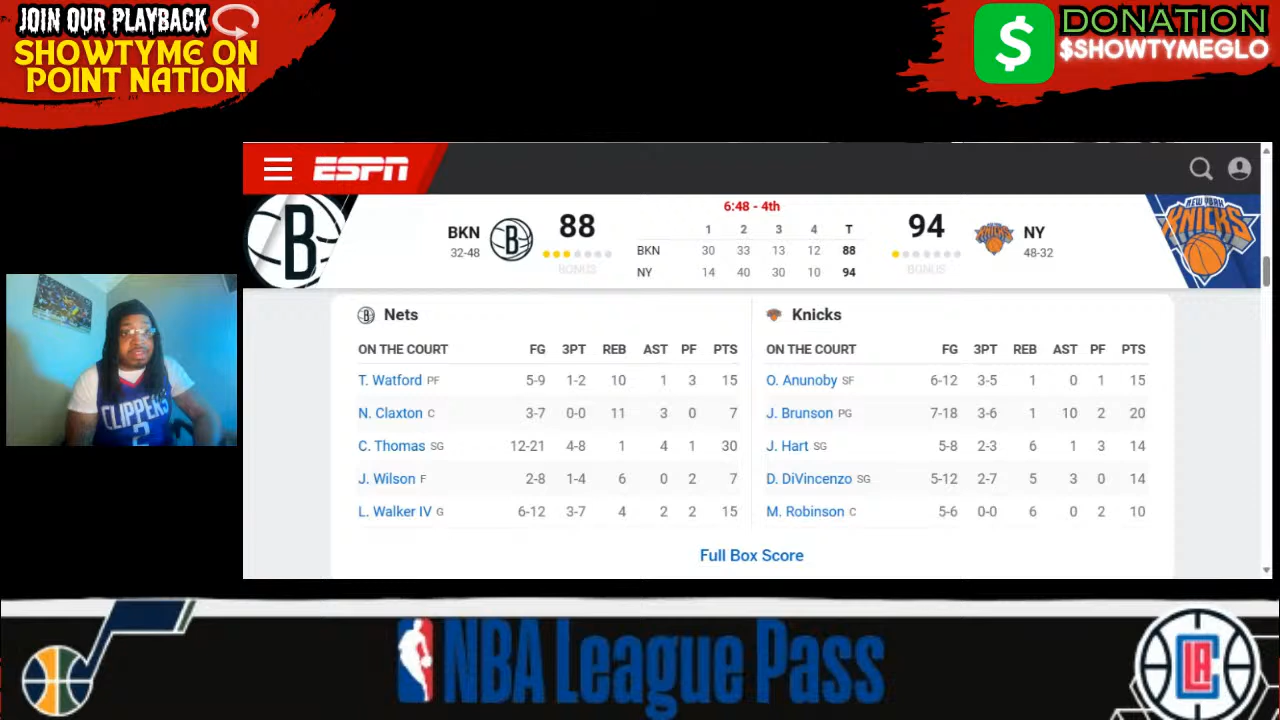 JOIN OUR PLAYBACK
SHOWTYME ON
POINT NATION
DONATION
$SHOWTYMEGLO
ESPN
BKN
32-48
88
BONUS
6:48 - 4th
1 2 3 4 T
BKN 30 33 13 12 88
NY 14 40 30 10 94
94
BONUS
NY
48-32
NEW YORK
KNICKS
B
B
Nets
ON THE COURT FG 3PT REB AST PF PTS
T. Watford PF 5-9 1-2 10 1 3 15
N. Claxton C 3-7 0-0 11 3 0 7
C. Thomas SG 12-21 4-8 1 4 1 30
J. Wilson F 2-8 1-4 6 0 2 7
L. Walker IV G 6-12 3-7 4 2 2 15
Knicks
ON THE COURT FG 3PT REB AST PF PTS
O. Anunoby SF 6-12 3-5 1 0 1 15
J. Brunson PG 7-18 3-6 1 10 2 20
J. Hart SG 5-8 2-3 6 1 3 14
D. DiVincenzo SG 5-12 2-7 5 3 0 14
M. Robinson C 5-6 0-0 6 0 2 10
Full Box Score
CLIPPERS
2
NBA League Pass
LA